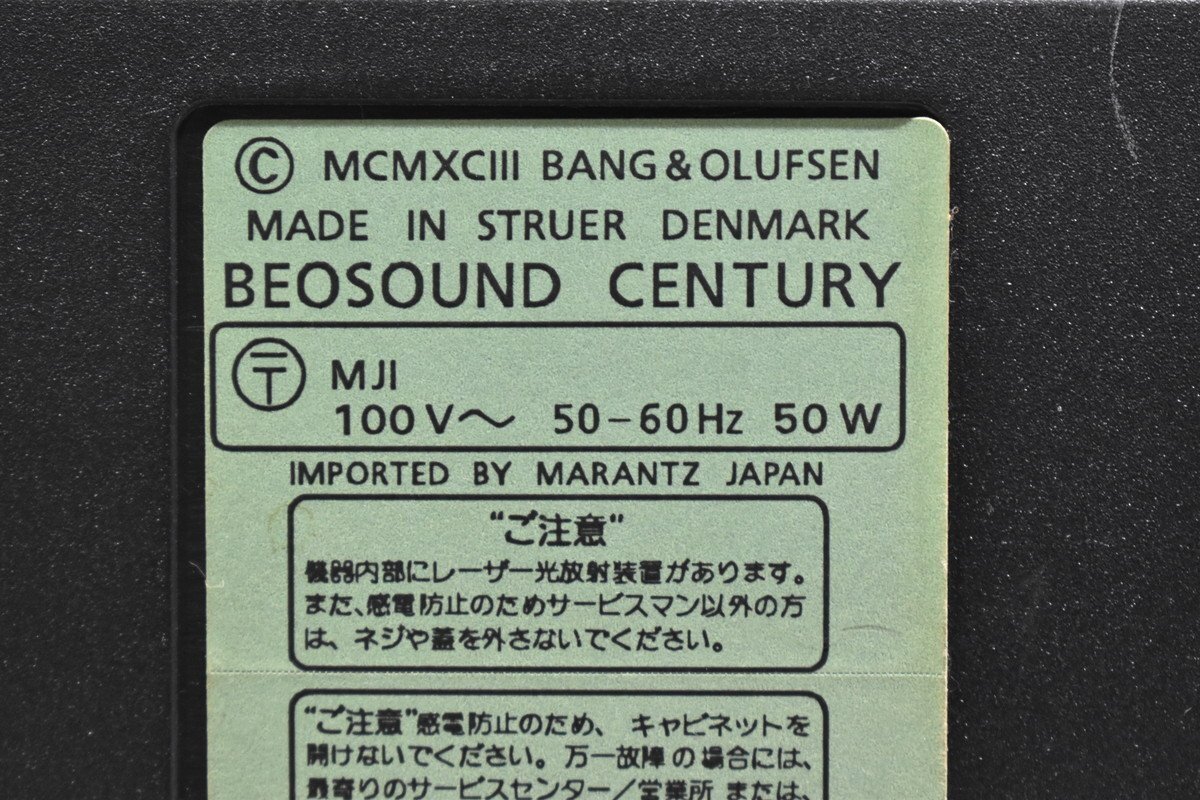 © MCMXCIII BANG & OLUFSEN
MADE IN STRUER DENMARK
BEOSOUND CENTURY
〒 MJI
100V～ 50-60Hz 50W
IMPORTED BY MARANTZ JAPAN
“ご注意”
機器内部にレーザー光放射装置があります。
また、感電防止のためサービスマン以外の方
は、ネジや蓋を外さないでください。
“ご注意”感電防止のため、キャビネットを
開けないでください。万一故障の場合には、
最寄りのサービスセンター/営業所または、